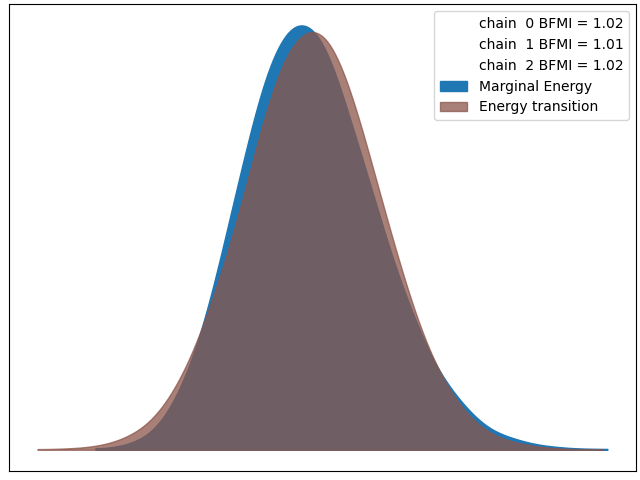 chain  0 BFMI = 1.02
chain  1 BFMI = 1.01
chain  2 BFMI = 1.02
Marginal Energy
Energy transition